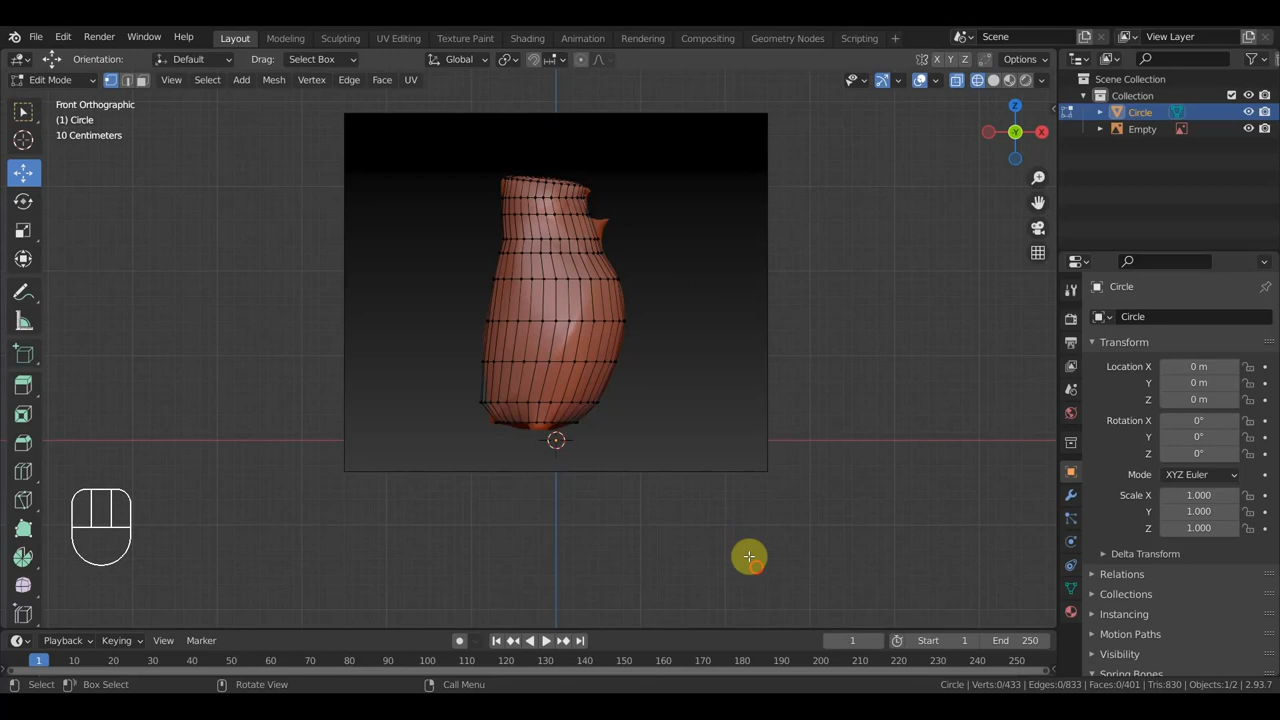 File Edit Render Window Help Layout Modeling Sculpting UV Editing Texture Paint Shading Animation Rendering Compositing Geometry Nodes Scripting + Scene View Layer
Orientation: Default Drag: Select Box Global X Y Z Options
Edit Mode View Select Add Mesh Vertex Edge Face UV
Scene Collection
Collection
Circle
Empty
Front Orthographic
(1) Circle
10 Centimeters
Z
X
-Y
Circle
Circle
Transform
Location X 0 m
Y 0 m
Z 0 m
Rotation X 0°
Y 0°
Z 0°
Mode XYZ Euler
Scale X 1.000
Y 1.000
Z 1.000
Delta Transform
Relations
Collections
Instancing
Motion Paths
Visibility
Spring Bones
Playback Keying View Marker 1 Start 1 End 250
1 10 20 30 40 50 60 70 80 90 100 110 120 130 140 150 160 170 180 190 200 210 220 230 240 250
Select Box Select Rotate View Call Menu Circle | Verts:0/433 | Edges:0/833 | Faces:0/401 | Tris:830 | Objects:1/2 | 2.93.7